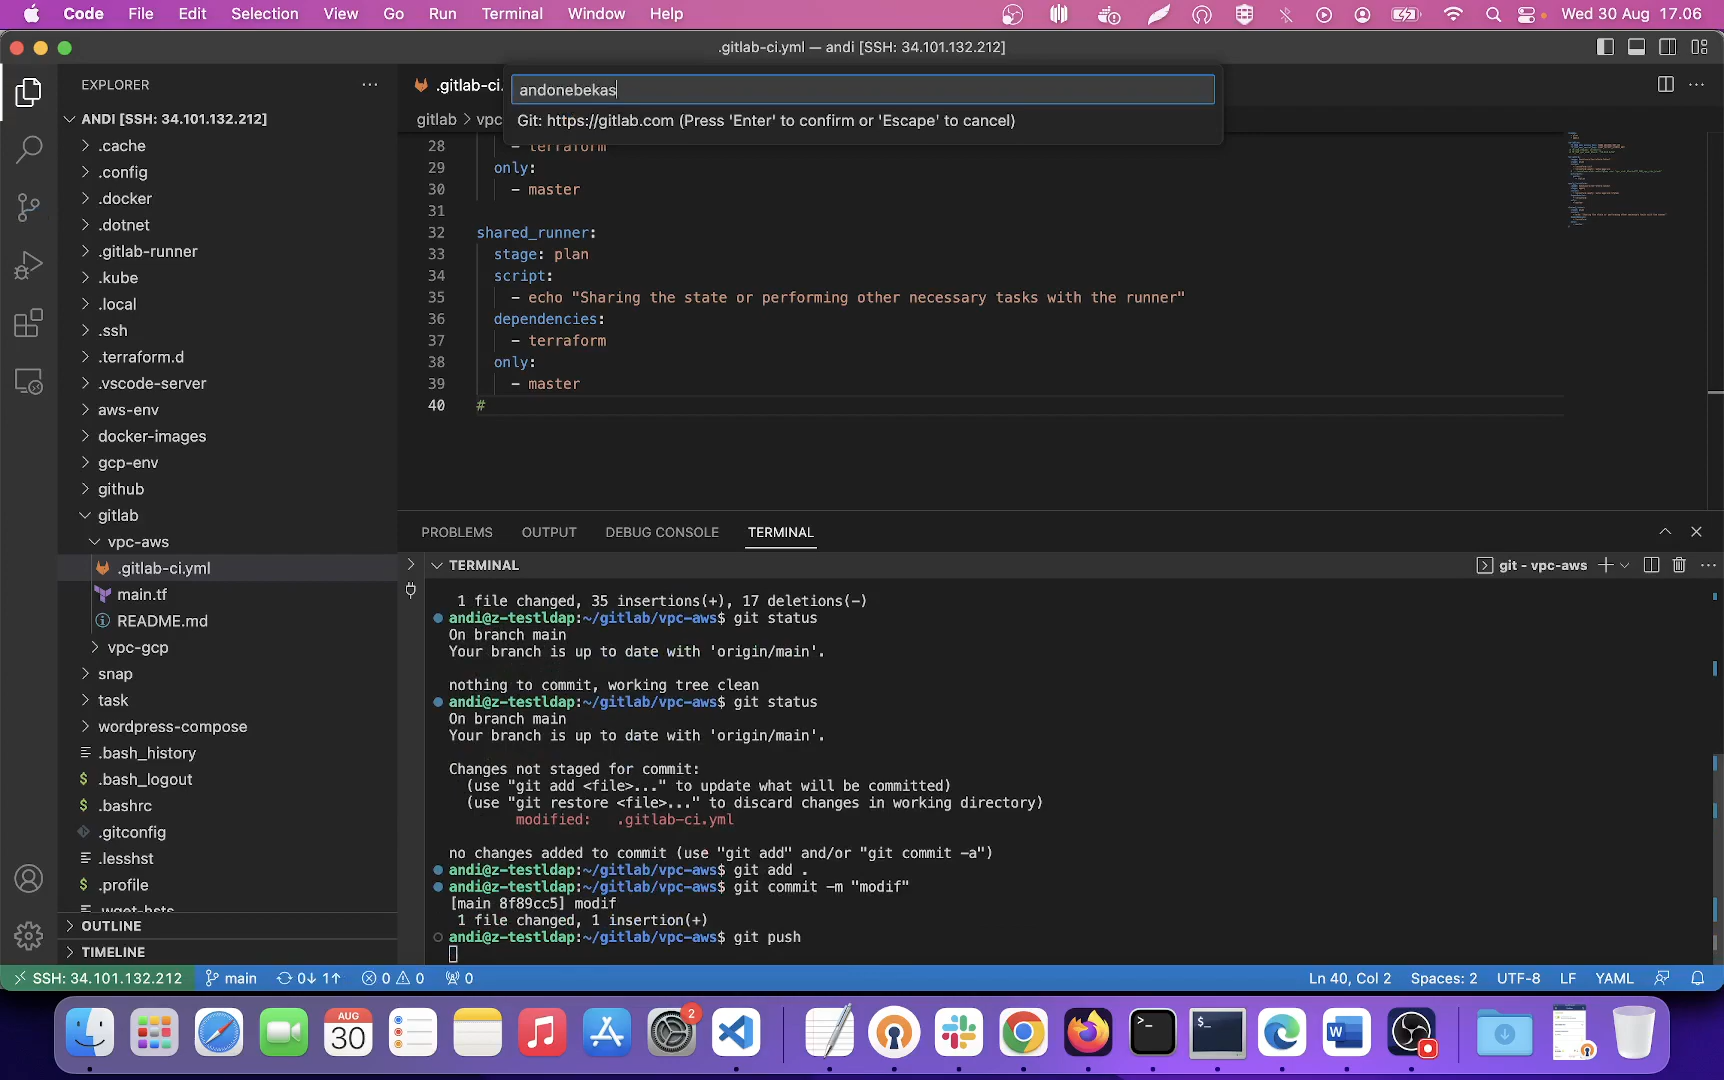 Code File Edit Selection View Go Run Terminal Window Help Wed 30 Aug 17.06
.gitlab-ci.yml — andi [SSH: 34.101.132.212]
EXPLORER
.gitlab-ci.
andonebekas
Git: https://gitlab.com (Press 'Enter' to confirm or 'Escape' to cancel)
gitlab > vpc
ANDI [SSH: 34.101.132.212]
.cache
.config
.docker
.dotnet
.gitlab-runner
.kube
.local
.ssh
.terraform.d
.vscode-server
aws-env
docker-images
gcp-env
github
gitlab
vpc-aws
.gitlab-ci.yml
main.tf
README.md
vpc-gcp
snap
task
wordpress-compose
.bash_history
.bash_logout
.bashrc
.gitconfig
.lesshst
.profile
.wget-hsts
OUTLINE
TIMELINE
28 - terraform
29 only:
30 - master
31
32 shared_runner:
33 stage: plan
34 script:
35 - echo "Sharing the state or performing other necessary tasks with the runner"
36 dependencies:
37 - terraform
38 only:
39 - master
40 #
PROBLEMS OUTPUT DEBUG CONSOLE TERMINAL
TERMINAL
git - vpc-aws
1 file changed, 35 insertions(+), 17 deletions(-)
andi@z-testldap:~/gitlab/vpc-aws$ git status
On branch main
Your branch is up to date with 'origin/main'.
nothing to commit, working tree clean
andi@z-testldap:~/gitlab/vpc-aws$ git status
On branch main
Your branch is up to date with 'origin/main'.
Changes not staged for commit:
(use "git add <file>..." to update what will be committed)
(use "git restore <file>..." to discard changes in working directory)
modified: .gitlab-ci.yml
no changes added to commit (use "git add" and/or "git commit -a")
andi@z-testldap:~/gitlab/vpc-aws$ git add .
andi@z-testldap:~/gitlab/vpc-aws$ git commit -m "modif"
[main 8f89cc5] modif
1 file changed, 1 insertion(+)
andi@z-testldap:~/gitlab/vpc-aws$ git push
SSH: 34.101.132.212 main 0↓ 1↑ 0 0 0 Ln 40, Col 2 Spaces: 2 UTF-8 LF YAML
AUG
30
2